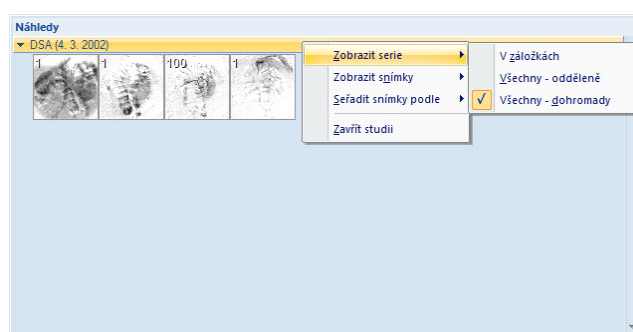 Náhledy
DSA (4. 3. 2002)
1
1
100
1
Zobrazit serie
Zobrazit snímky
Seřadit snímky podle
Zavřít studii
V záložkách
Všechny - odděleně
Všechny - dohromady